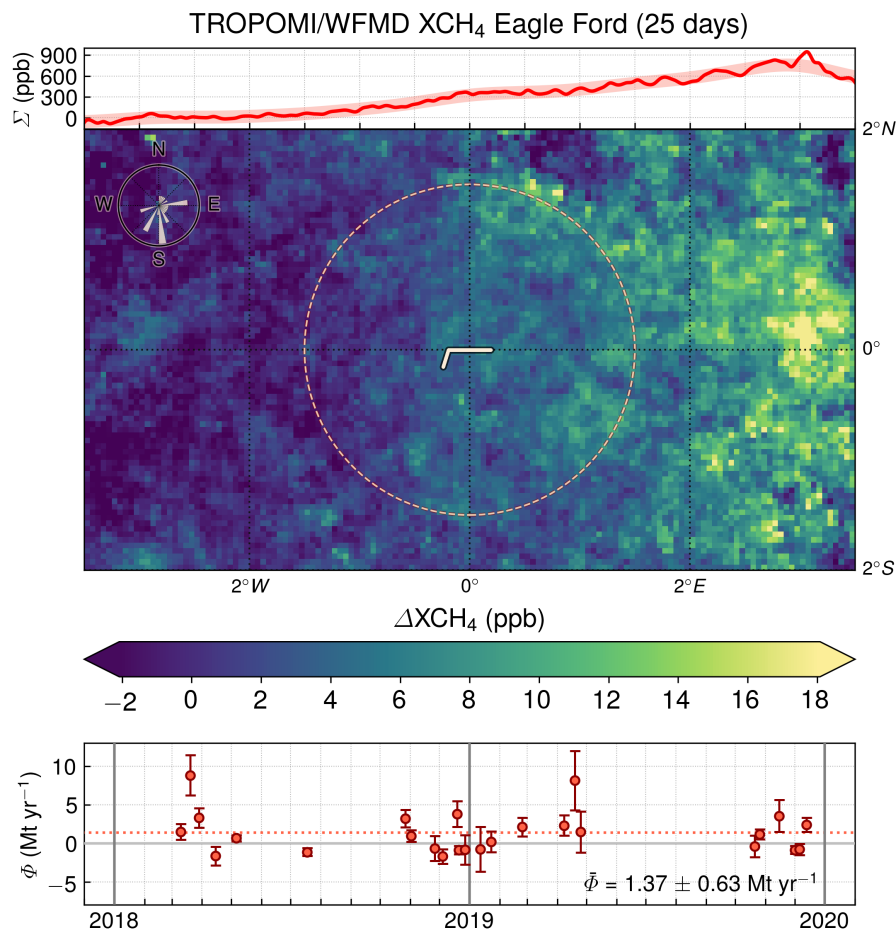 TROPOMI/WFMD XCH₄ Eagle Ford (25 days)
Σ (ppb)
900
600
300
0
N
W E
S
2°N
0°
2°S
2°W 0° 2°E
ΔXCH₄ (ppb)
−2 0 2 4 6 8 10 12 14 16 18
Φ (Mt yr⁻¹)
10
5
0
−5
Φ̄ = 1.37 ± 0.63 Mt yr⁻¹
2018 2019 2020